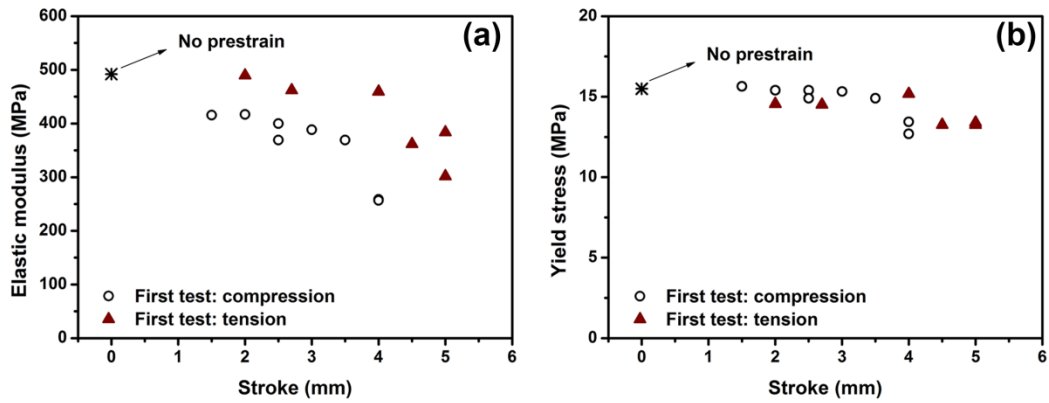 600
(a)
No prestrain
500
400
300
200
100
0
Elastic modulus (MPa)
First test: compression
First test: tension
0 1 2 3 4 5 6
Stroke (mm)
20
(b)
No prestrain
15
10
5
0
Yield stress (MPa)
First test: compression
First test: tension
0 1 2 3 4 5 6
Stroke (mm)